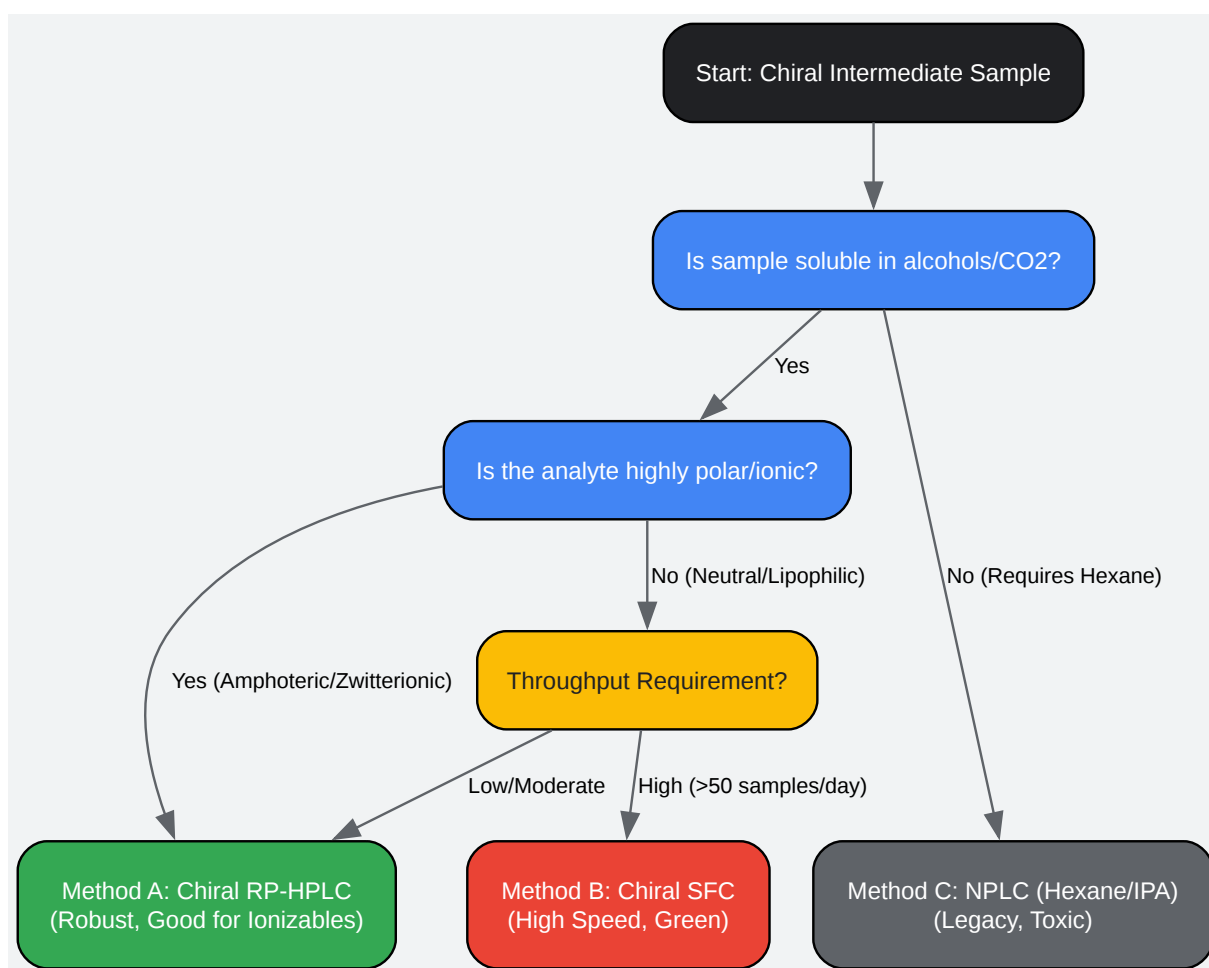 Start: Chiral Intermediate Sample
Is sample soluble in alcohols/CO2?
Yes
Is the analyte highly polar/ionic?
No (Neutral/Lipophilic)
No (Requires Hexane)
Yes (Amphoteric/Zwitterionic)
Throughput Requirement?
Low/Moderate
High (>50 samples/day)
Method A: Chiral RP-HPLC
(Robust, Good for Ionizables)
Method B: Chiral SFC
(High Speed, Green)
Method C: NPLC (Hexane/IPA)
(Legacy, Toxic)